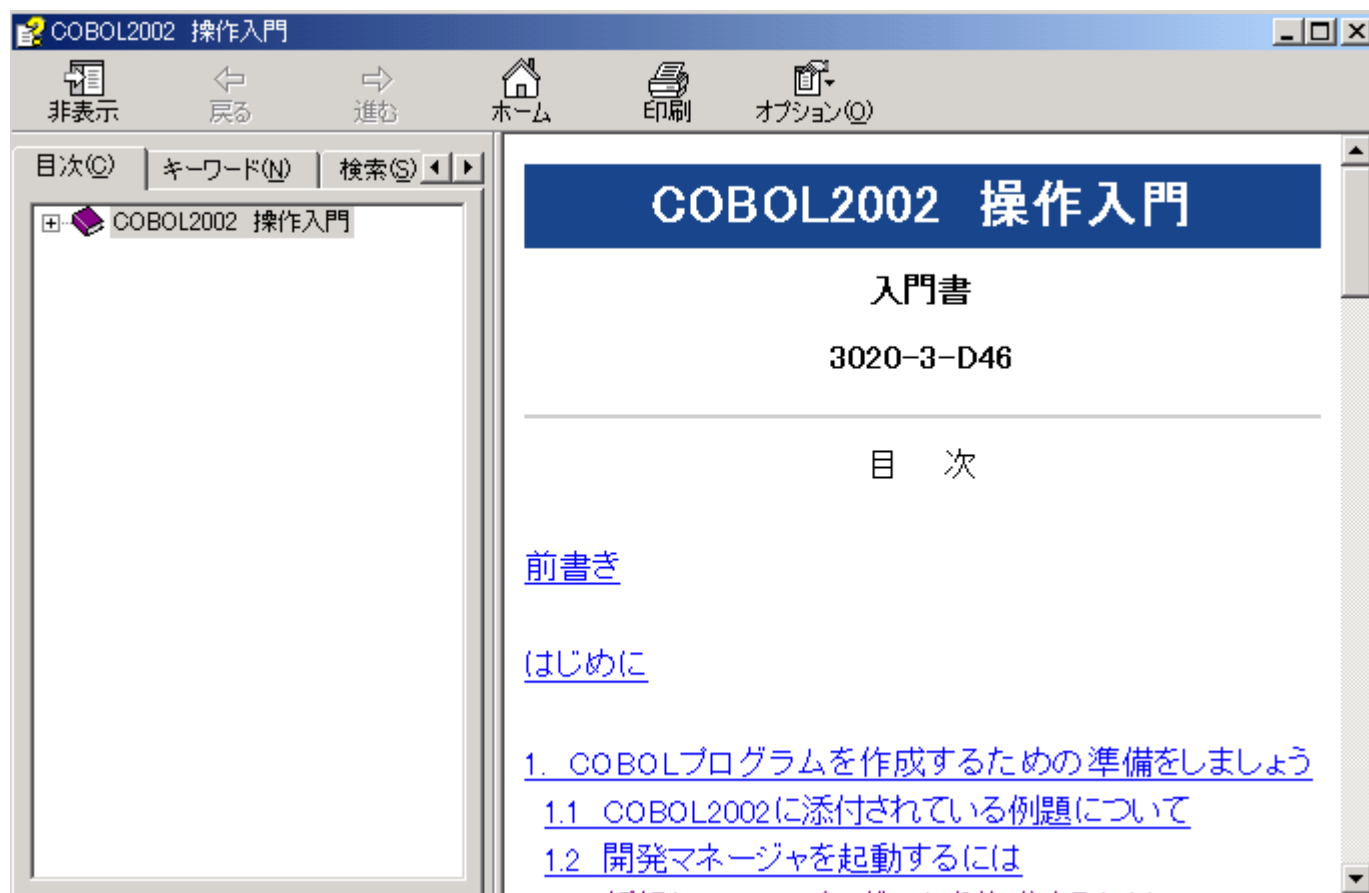 COBOL2002 操作入門
非表示 戻る 進む ホーム 印刷 オプション(O)
目次(C) キーワード(N) 検索(S)
COBOL2002 操作入門
COBOL2002 操作入門
入門書
3020-3-D46
目 次
前書き
はじめに
1. COBOLプログラムを作成するための準備をしましょう
1.1 COBOL2002に添付されている例題について
1.2 開発マネージャを起動するには